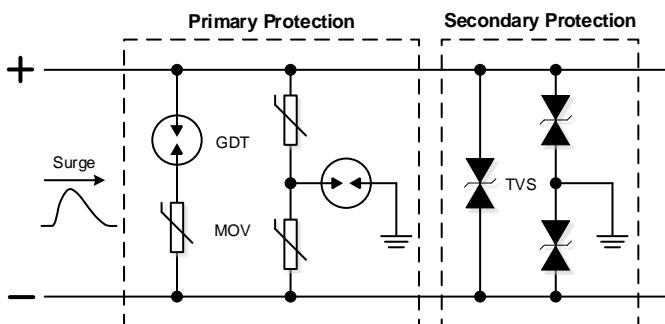 Primary Protection
Secondary Protection
+
Surge
GDT
TVS
MOV
−